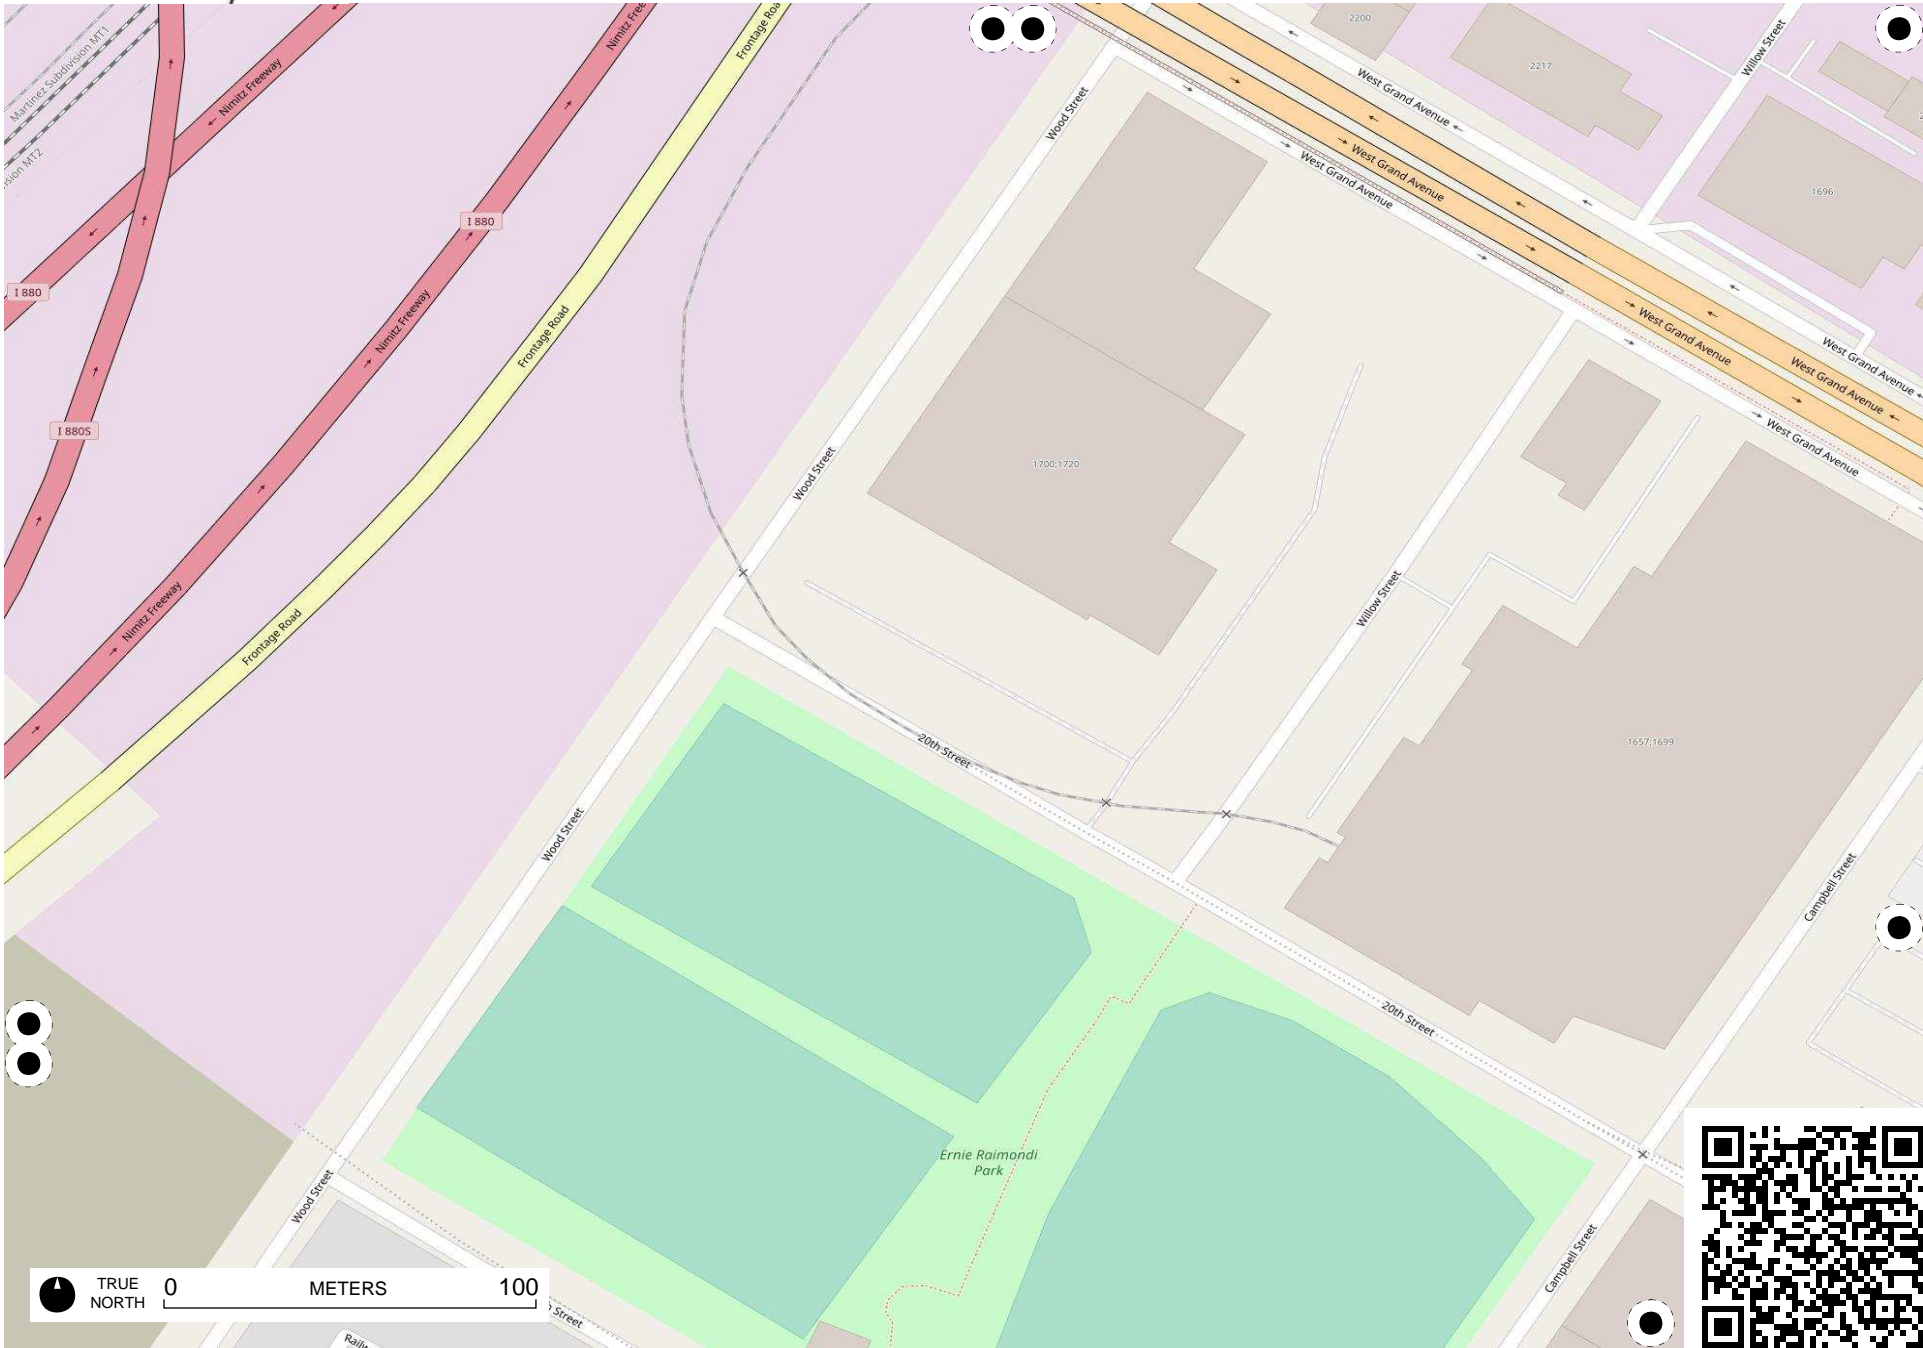 Martinez Subdivision MT1
MT2
Nimitz Freeway
Frontage Road
I 880
I 880
I 880S
Nimitz Freeway
Frontage Road
Nimitz Freeway
Frontage Road
Wood Street
2200
2217
Willow Street
West Grand Avenue
West Grand Avenue
West Grand Avenue
1696
West Grand Avenue
West Grand Avenue
West Grand Avenue
West Grand Avenue
Wood Street
1700;1720
Willow Street
20th Street
1657;1699
Wood Street
Campbell Street
20th Street
Ernie Raimondi
Park
Wood Street
Campbell Street
TRUE
NORTH
0 METERS 100
Street